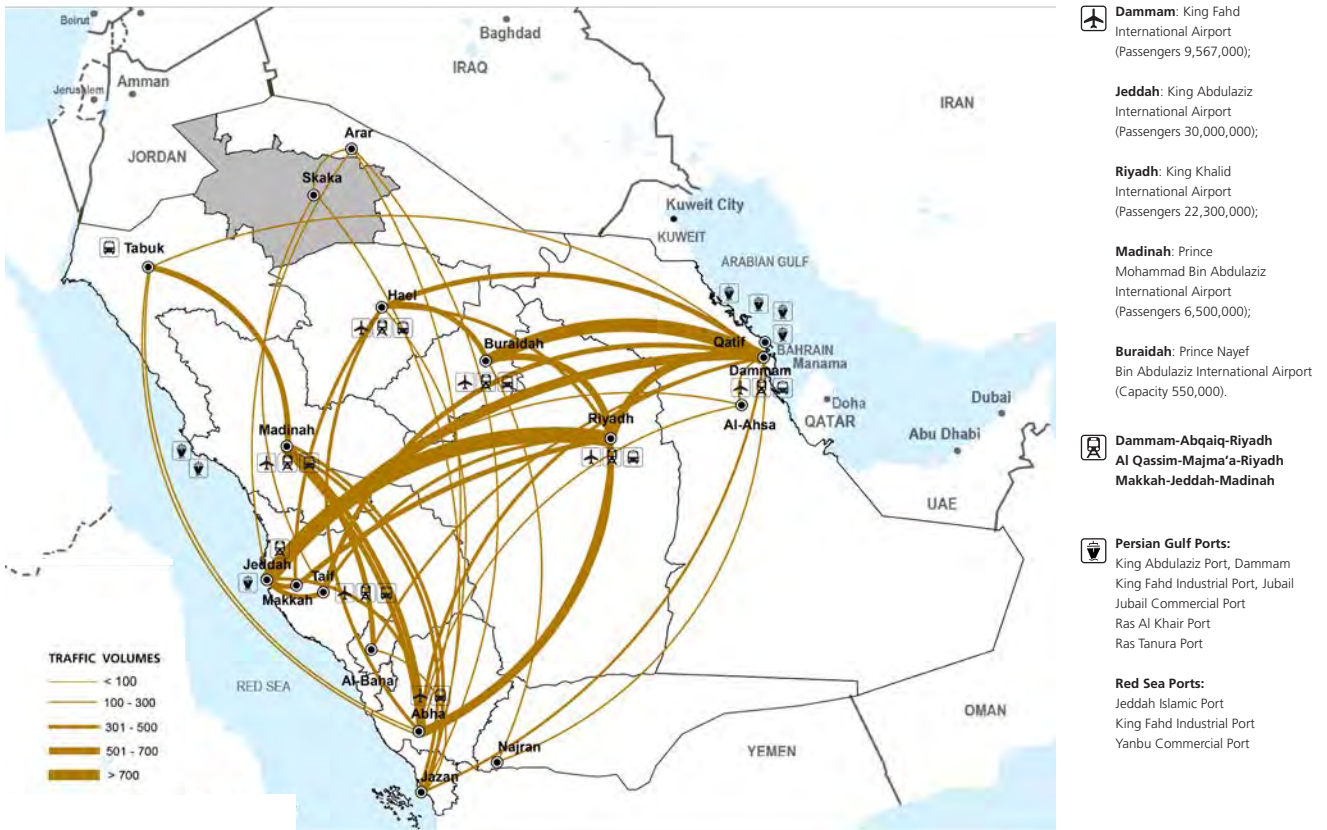 Beirut
Baghdad
IRAQ
Amman
Jerusalem
IRAN
Arar
JORDAN
Skaka
Kuwait City
KUWAIT
Tabuk
ARABIAN GULF
Hael
Buraidah
Qatif
BAHRAIN
Manama
Dammam
Doha
QATAR
Dubai
Al-Ahsa
Riyadh
Abu Dhabi
Madinah
UAE
Jeddah
Taif
Makkah
TRAFFIC VOLUMES
< 100
100 - 300
301 - 500
501 - 700
> 700
RED SEA
Al-Baha
Abha
OMAN
Najran
YEMEN
Jazan
Dammam: King Fahd
International Airport
(Passengers 9,567,000);
Jeddah: King Abdulaziz
International Airport
(Passengers 30,000,000);
Riyadh: King Khalid
International Airport
(Passengers 22,300,000);
Madinah: Prince
Mohammad Bin Abdulaziz
International Airport
(Passengers 6,500,000);
Buraidah: Prince Nayef
Bin Abdulaziz International Airport
(Capacity 550,000).
Dammam-Abqaiq-Riyadh
Al Qassim-Majma'a-Riyadh
Makkah-Jeddah-Madinah
Persian Gulf Ports:
King Abdulaziz Port, Dammam
King Fahd Industrial Port, Jubail
Jubail Commercial Port
Ras Al Khair Port
Ras Tanura Port
Red Sea Ports:
Jeddah Islamic Port
King Fahd Industrial Port
Yanbu Commercial Port